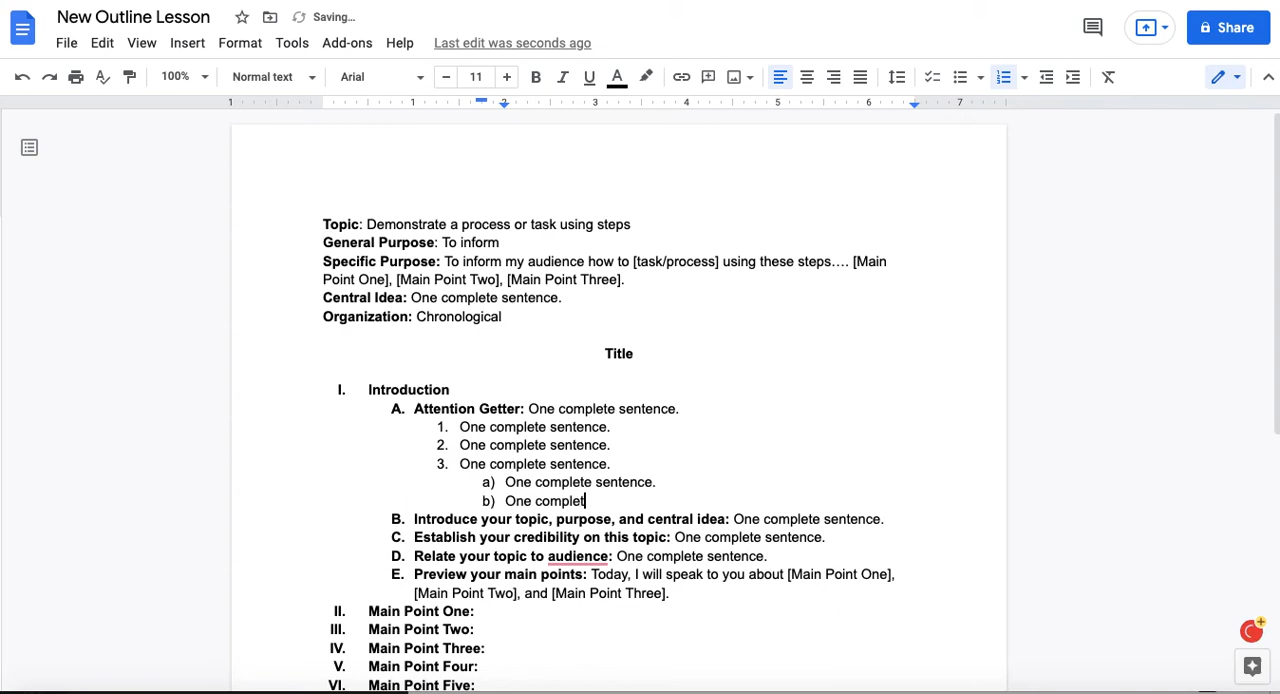 New Outline Lesson Saving…
File Edit View Insert Format Tools Add-ons Help Last edit was seconds ago
Share
100% Normal text Arial − 11 + B I U A
1 1 2 3 4 5 6 7
Topic: Demonstrate a process or task using steps
General Purpose: To inform
Specific Purpose: To inform my audience how to [task/process] using these steps…. [Main
Point One], [Main Point Two], [Main Point Three].
Central Idea: One complete sentence.
Organization: Chronological
Title
I. Introduction
A. Attention Getter: One complete sentence.
1. One complete sentence.
2. One complete sentence.
3. One complete sentence.
a) One complete sentence.
b) One complet
B. Introduce your topic, purpose, and central idea: One complete sentence.
C. Establish your credibility on this topic: One complete sentence.
D. Relate your topic to audience: One complete sentence.
E. Preview your main points: Today, I will speak to you about [Main Point One],
[Main Point Two], and [Main Point Three].
II. Main Point One:
III. Main Point Two:
IV. Main Point Three:
V. Main Point Four:
VI. Main Point Five: